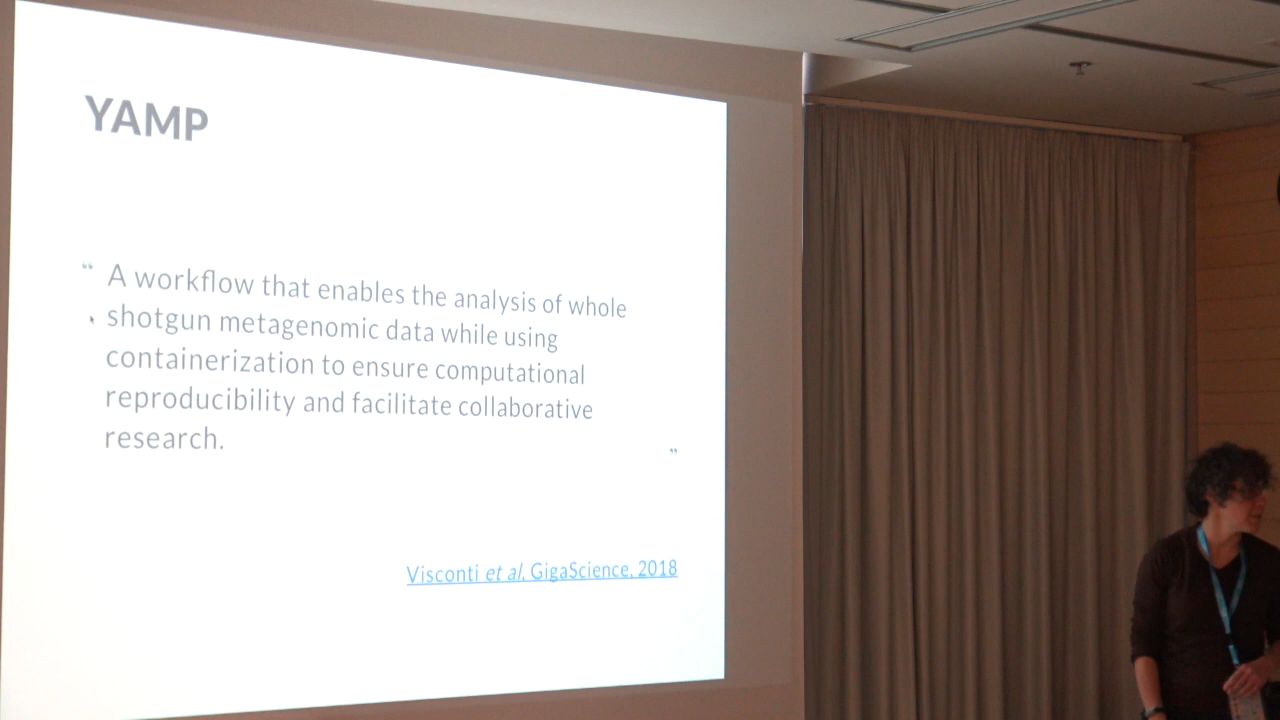 YAMP
“ A workflow that enables the analysis of whole
shotgun metagenomic data while using
containerization to ensure computational
reproducibility and facilitate collaborative
research.
”
Visconti et al, GigaScience, 2018